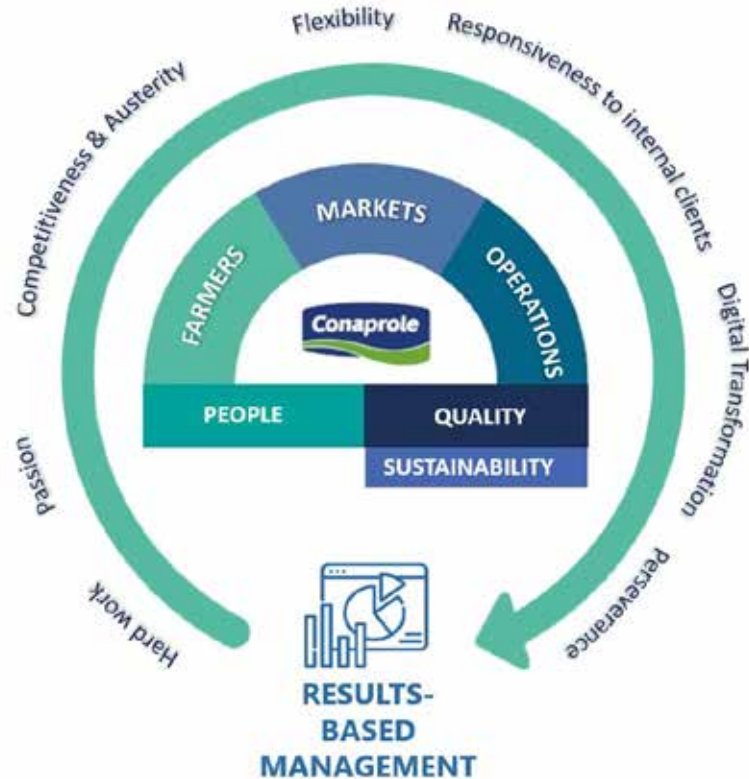 Flexibility
Responsiveness to internal clients
Competitiveness & Austerity
MARKETS
FARMERS
OPERATIONS
Conaprole
Digital Transformation
PEOPLE
QUALITY
SUSTAINABILITY
Passion
Hard work
Perseverance
RESULTS-
BASED
MANAGEMENT